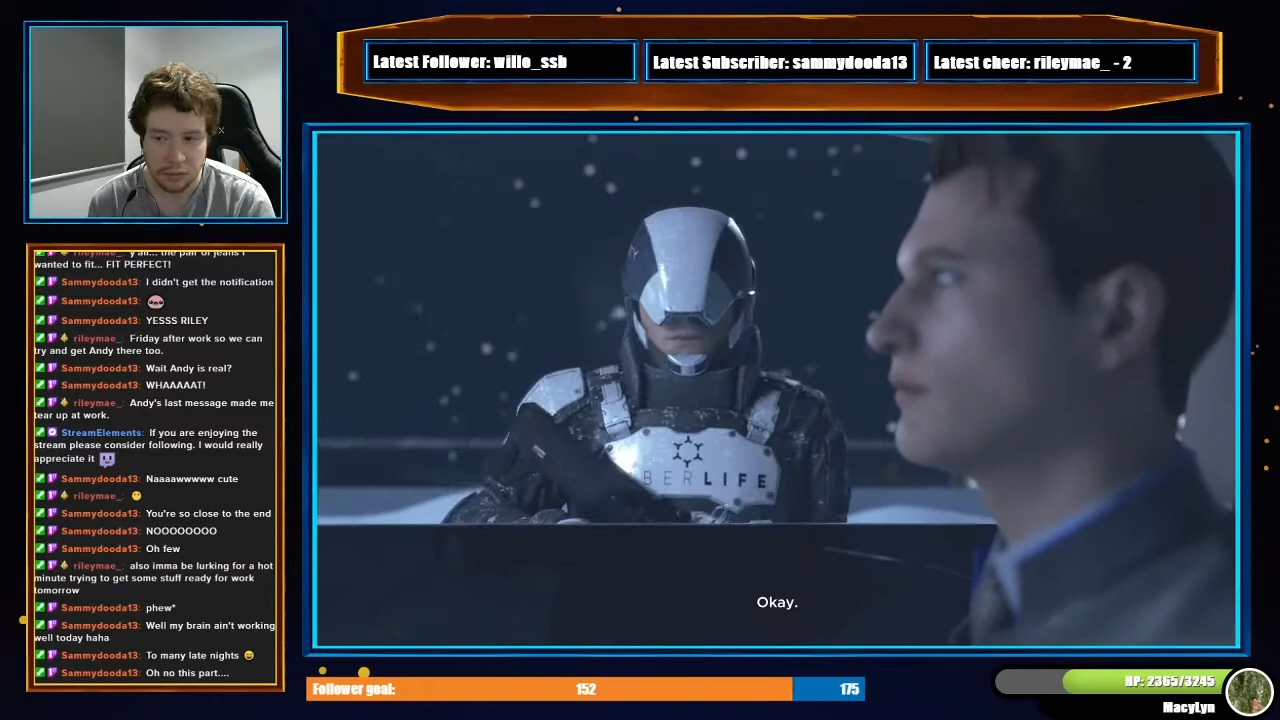 Latest Follower: willo_ssb
Latest Subscriber: sammydooda13
Latest cheer: rileymae_ - 2
rileymae_: y'all... the pair of jeans I
wanted to fit... FIT PERFECT!
Sammydooda13: I didn't get the notification
Sammydooda13:
Sammydooda13: YESSS RILEY
rileymae_: Friday after work so we can
try and get Andy there too.
Sammydooda13: Wait Andy is real?
Sammydooda13: WHAAAAAT!
rileymae_: Andy's last message made me
tear up at work.
StreamElements: If you are enjoying the
stream please consider following. I would really
appreciate it
Sammydooda13: Naaaawwwww cute
rileymae_: 😶
Sammydooda13: You're so close to the end
Sammydooda13: NOOOOOOOO
Sammydooda13: Oh few
rileymae_: also imma be lurking for a hot
minute trying to get some stuff ready for work
tomorrow
Sammydooda13: phew*
Sammydooda13: Well my brain ain't working
well today haha
Sammydooda13: To many late nights 😅
Sammydooda13: Oh no this part....
BERLIFE
Okay.
Follower goal: 152 175
HP: 2365/3245
MacyLyn